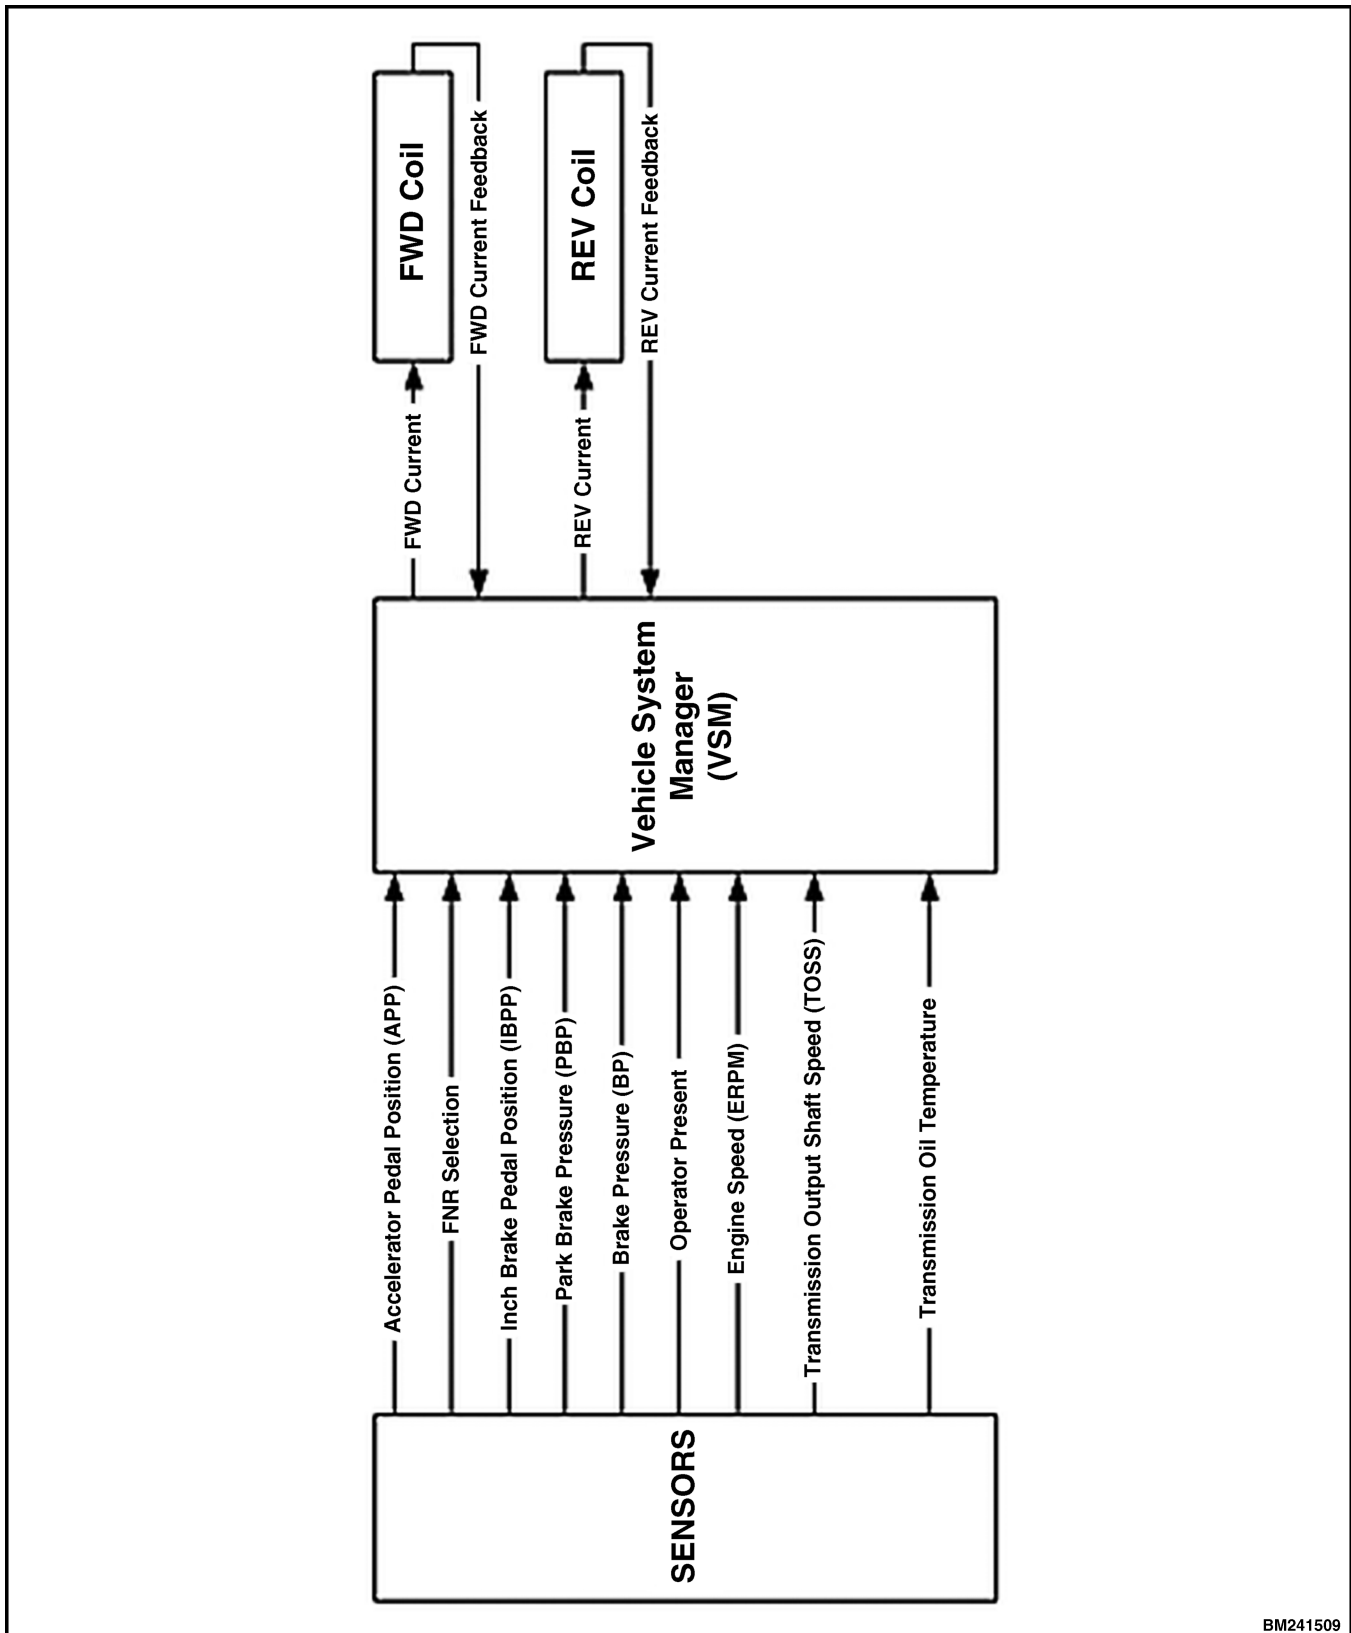 FWD Coil
FWD Current Feedback
REV Coil
REV Current Feedback
FWD Current
REV Current
Vehicle System
Manager
(VSM)
Accelerator Pedal Position (APP)
FNR Selection
Inch Brake Pedal Position (IBPP)
Park Brake Pressure (PBP)
Brake Pressure (BP)
Operator Present
Engine Speed (ERPM)
Transmission Output Shaft Speed (TOSS)
Transmission Oil Temperature
SENSORS
BM241509